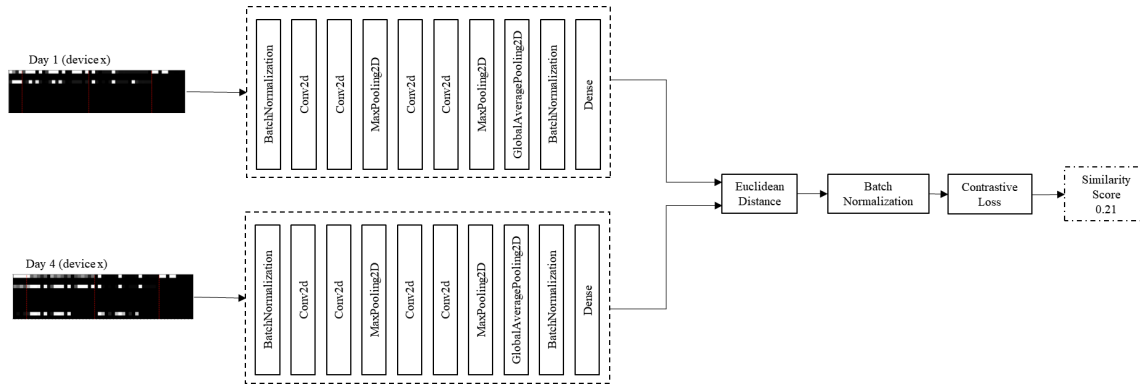 Day 1 (device x)
BatchNormalization
Conv2d
Conv2d
MaxPooling2D
Conv2d
Conv2d
MaxPooling2D
GlobalAveragePooling2D
BatchNormalization
Dense
Day 4 (device x)
BatchNormalization
Conv2d
Conv2d
MaxPooling2D
Conv2d
Conv2d
MaxPooling2D
GlobalAveragePooling2D
BatchNormalization
Dense
Euclidean
Distance
Batch
Normalization
Contrastive
Loss
Similarity
Score
0.21